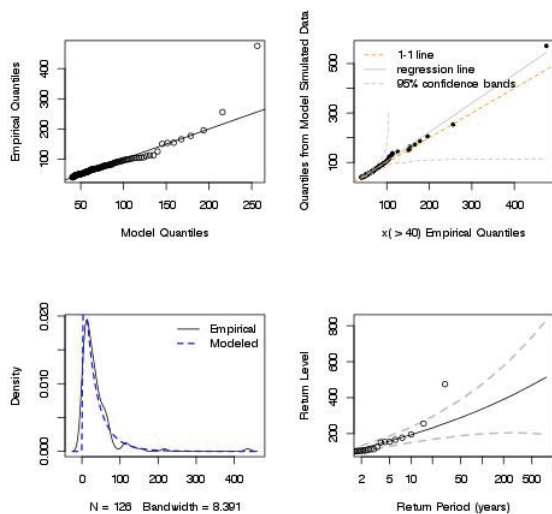 Empirical Quantiles
100 200 300 400
50 100 150 200 250
Model Quantiles
Quantiles from Model Simulated Data
100 300 500
1-1 line
regression line
95% confidence bands
100 200 300 400
x( > 40) Empirical Quantiles
Density
0.000 0.010 0.020
Empirical
Modeled
0 100 200 300 400
N = 126 Bandwidth = 8.391
Return Level
200 400 600 800
2 5 10 50 200 500
Return Period (years)